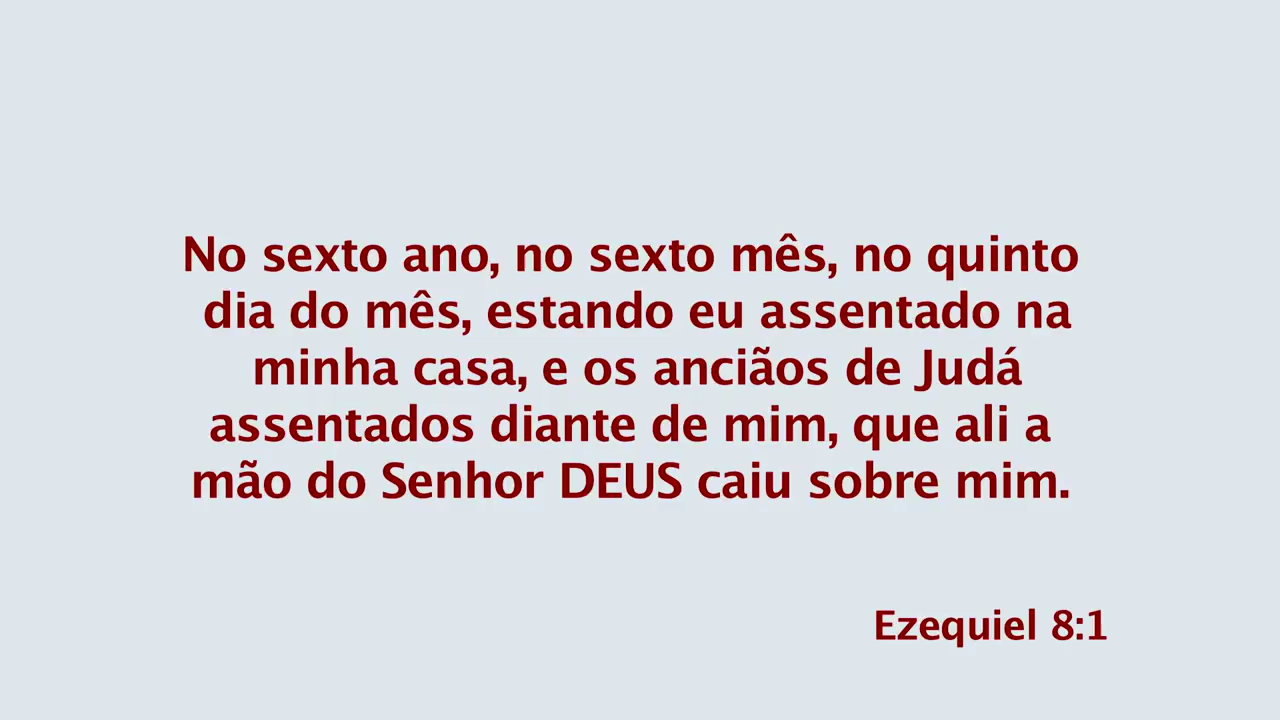 No sexto ano, no sexto mês, no quinto
dia do mês, estando eu assentado na
minha casa, e os anciãos de Judá
assentados diante de mim, que ali a
mão do Senhor DEUS caiu sobre mim.
Ezequiel 8:1